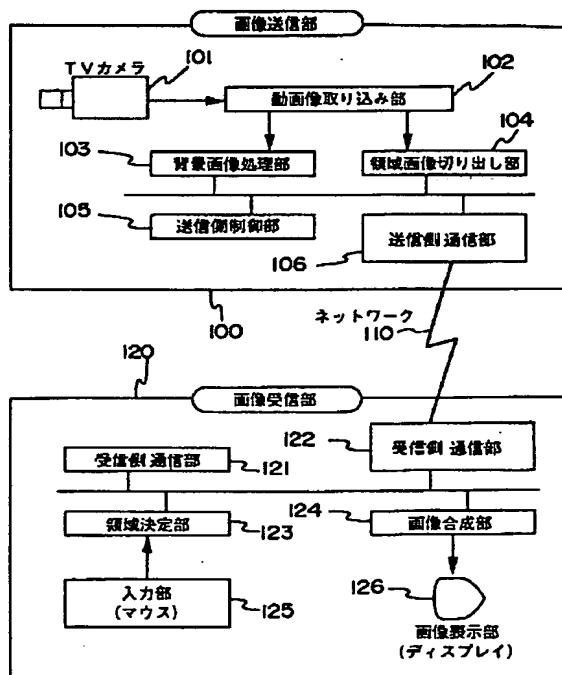 画像送信部
TVカメラ
101
102
動画像取り込み部
103
背景画像処理部
104
領域画像切り出し部
105
送信側制御部
106
送信側通信部
100
ネットワーク
110
120
画像受信部
122
受信側通信部
受信側通信部
121
領域決定部
123
124
画像合成部
入力部
(マウス)
125
126
画像表示部
(ディスプレイ)